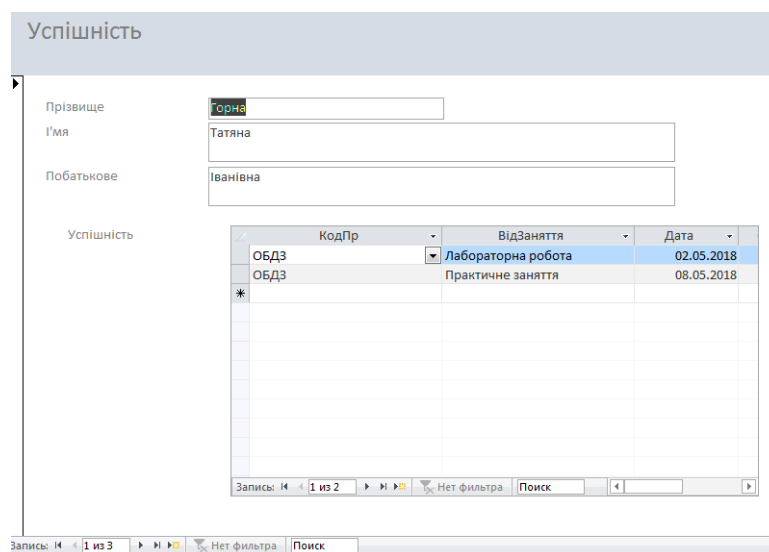 Успішність
Прізвище Горна
І'мя Татяна
Побатькове Іванівна
Успішність КодПр ВідЗаняття Дата
ОБДЗ Лабораторна робота 02.05.2018
ОБДЗ Практичне заняття 08.05.2018
Запись: 1 из 2 Нет фильтра Поиск
Запись: 1 из 3 Нет фильтра Поиск